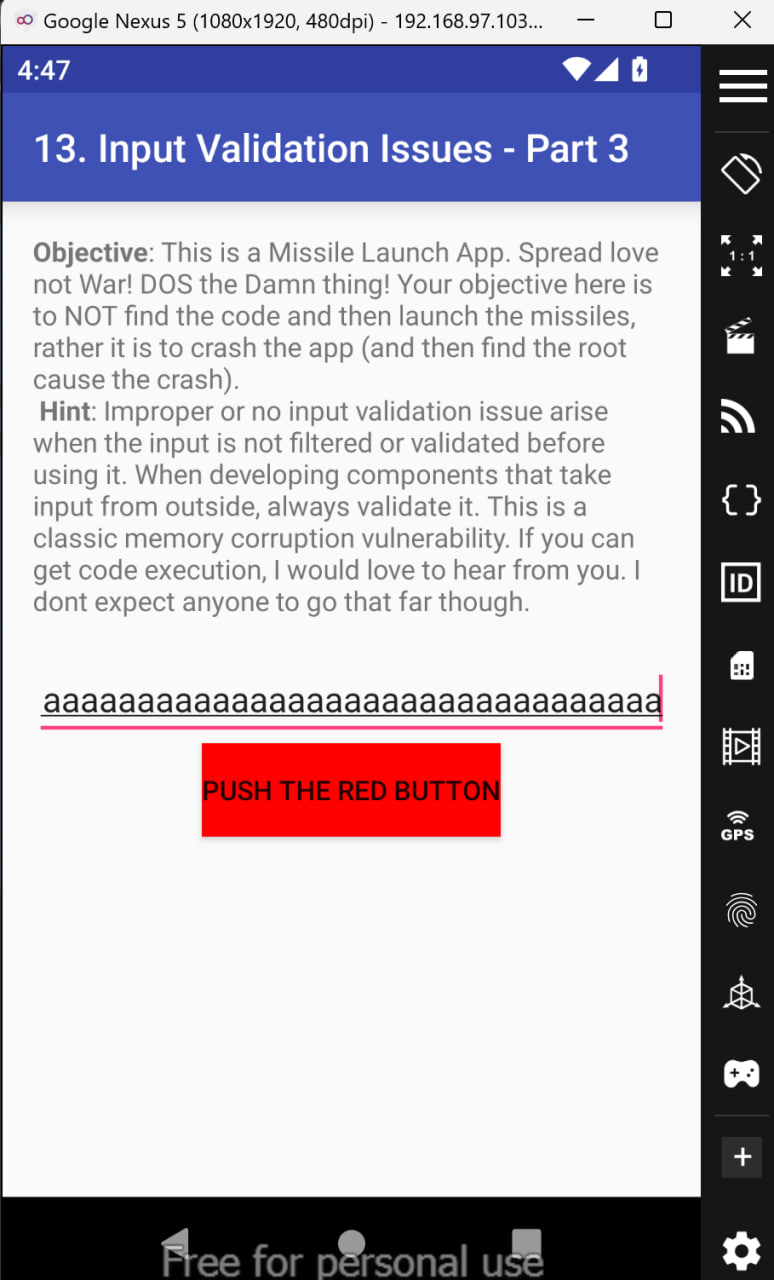 Google Nexus 5 (1080x1920, 480dpi) - 192.168.97.103...
4:47
13. Input Validation Issues - Part 3
Objective: This is a Missile Launch App. Spread love
not War! DOS the Damn thing! Your objective here is
to NOT find the code and then launch the missiles,
rather it is to crash the app (and then find the root
cause the crash).
Hint: Improper or no input validation issue arise
when the input is not filtered or validated before
using it. When developing components that take
input from outside, always validate it. This is a
classic memory corruption vulnerability. If you can
get code execution, I would love to hear from you. I
dont expect anyone to go that far though.
aaaaaaaaaaaaaaaaaaaaaaaaaaaaaaaaa
PUSH THE RED BUTTON
1:1
ID
GPS
Free for personal use